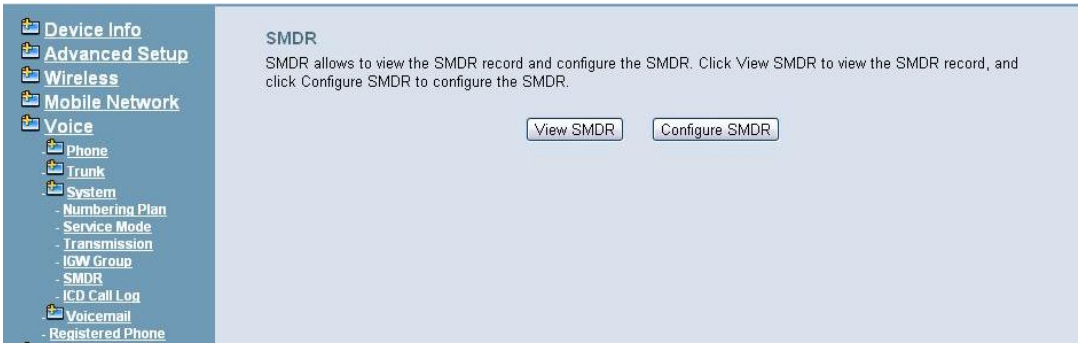 Device Info
Advanced Setup
Wireless
Mobile Network
Voice
Phone
Trunk
System
- Numbering Plan
- Service Mode
- Transmission
- IGW Group
- SMDR
- ICD Call Log
Voicemail
- Registered Phone
SMDR
SMDR allows to view the SMDR record and configure the SMDR. Click View SMDR to view the SMDR record, and
click Configure SMDR to configure the SMDR.
View SMDR Configure SMDR